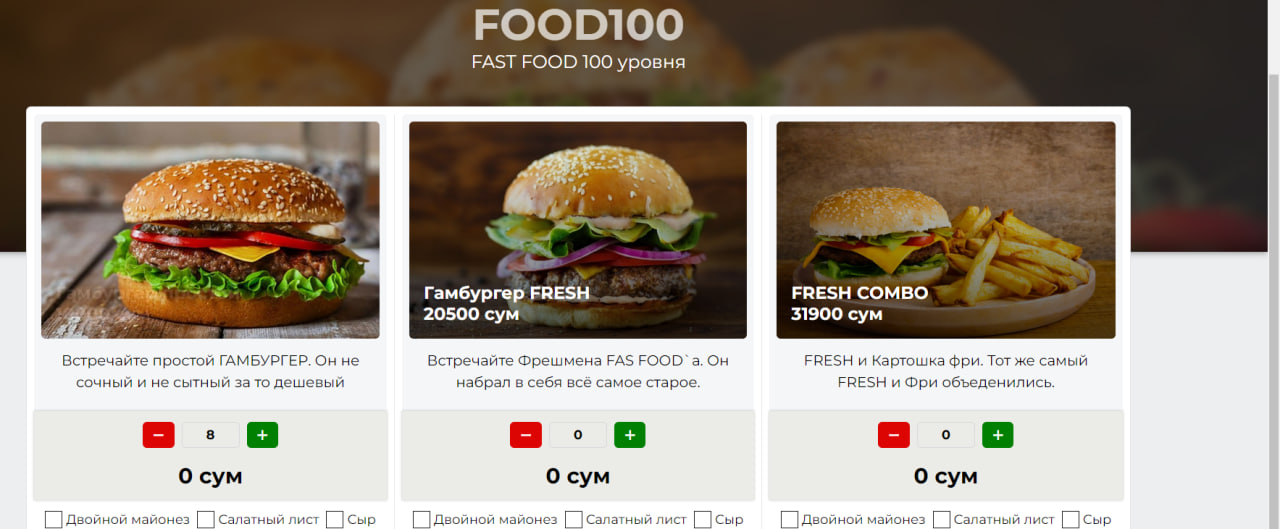 FOOD100
FAST FOOD 100 уровня
Гамбургер FRESH
20500 сум
FRESH COMBO
31900 сум
Встречайте простой ГАМБУРГЕР. Он не
сочный и не сытный за то дешевый
Встречайте Фрешмена FAS FOOD`а. Он
набрал в себя всё самое старое.
FRESH и Картошка фри. Тот же самый
FRESH и Фри объеденились.
− 8 +
− 0 +
− 0 +
0 сум
0 сум
0 сум
Двойной майонез Салатный лист Сыр
Двойной майонез Салатный лист Сыр
Двойной майонез Салатный лист Сыр